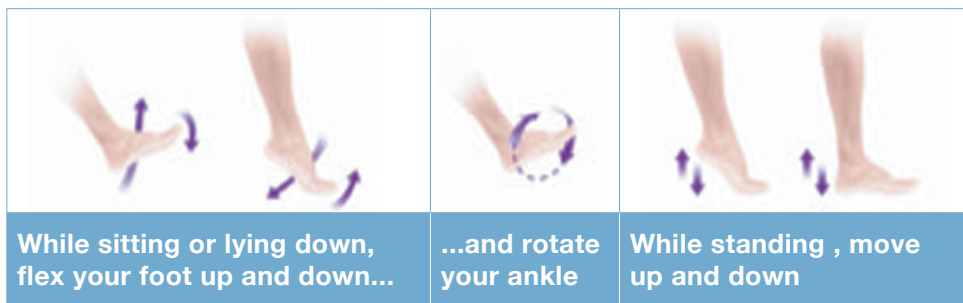 While sitting or lying down,
flex your foot up and down...
...and rotate
your ankle
While standing , move
up and down